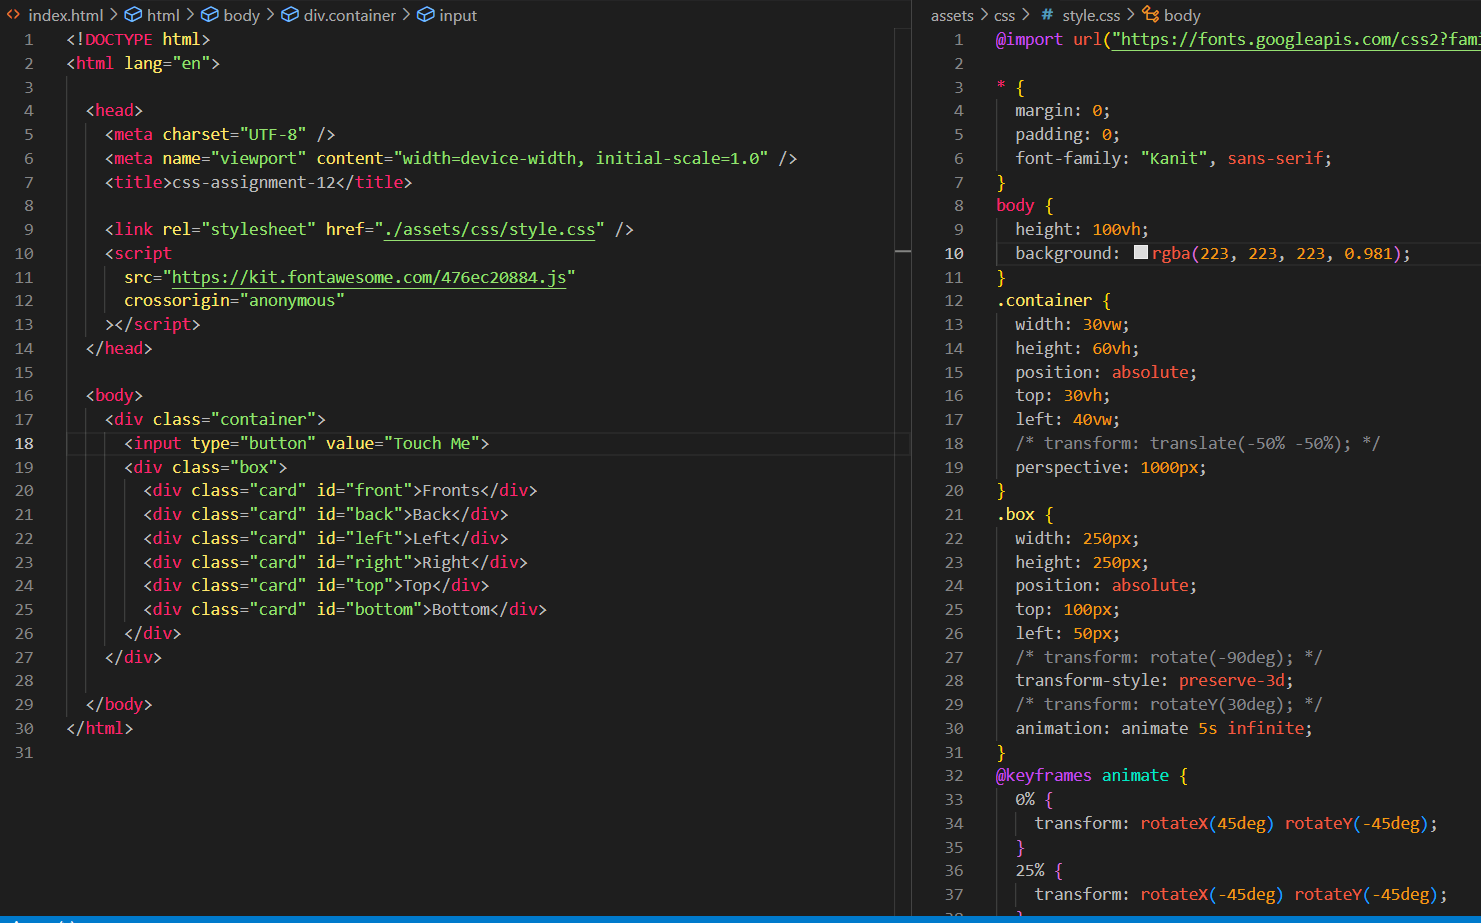 index.html > html > body > div.container > input
1 <!DOCTYPE html>
2 <html lang="en">
3
4 <head>
5 <meta charset="UTF-8" />
6 <meta name="viewport" content="width=device-width, initial-scale=1.0" />
7 <title>css-assignment-12</title>
8
9 <link rel="stylesheet" href="./assets/css/style.css" />
10 <script
11 src="https://kit.fontawesome.com/476ec20884.js"
12 crossorigin="anonymous"
13 ></script>
14 </head>
15
16 <body>
17 <div class="container">
18 <input type="button" value="Touch Me">
19 <div class="box">
20 <div class="card" id="front">Fronts</div>
21 <div class="card" id="back">Back</div>
22 <div class="card" id="left">Left</div>
23 <div class="card" id="right">Right</div>
24 <div class="card" id="top">Top</div>
25 <div class="card" id="bottom">Bottom</div>
26 </div>
27 </div>
28
29 </body>
30 </html>
31
assets > css > # style.css > body
1 @import url("https://fonts.googleapis.com/css2?fami
2
3 * {
4 margin: 0;
5 padding: 0;
6 font-family: "Kanit", sans-serif;
7 }
8 body {
9 height: 100vh;
10 background: rgba(223, 223, 223, 0.981);
11 }
12 .container {
13 width: 30vw;
14 height: 60vh;
15 position: absolute;
16 top: 30vh;
17 left: 40vw;
18 /* transform: translate(-50% -50%); */
19 perspective: 1000px;
20 }
21 .box {
22 width: 250px;
23 height: 250px;
24 position: absolute;
25 top: 100px;
26 left: 50px;
27 /* transform: rotate(-90deg); */
28 transform-style: preserve-3d;
29 /* transform: rotateY(30deg); */
30 animation: animate 5s infinite;
31 }
32 @keyframes animate {
33 0% {
34 transform: rotateX(45deg) rotateY(-45deg);
35 }
36 25% {
37 transform: rotateX(-45deg) rotateY(-45deg);